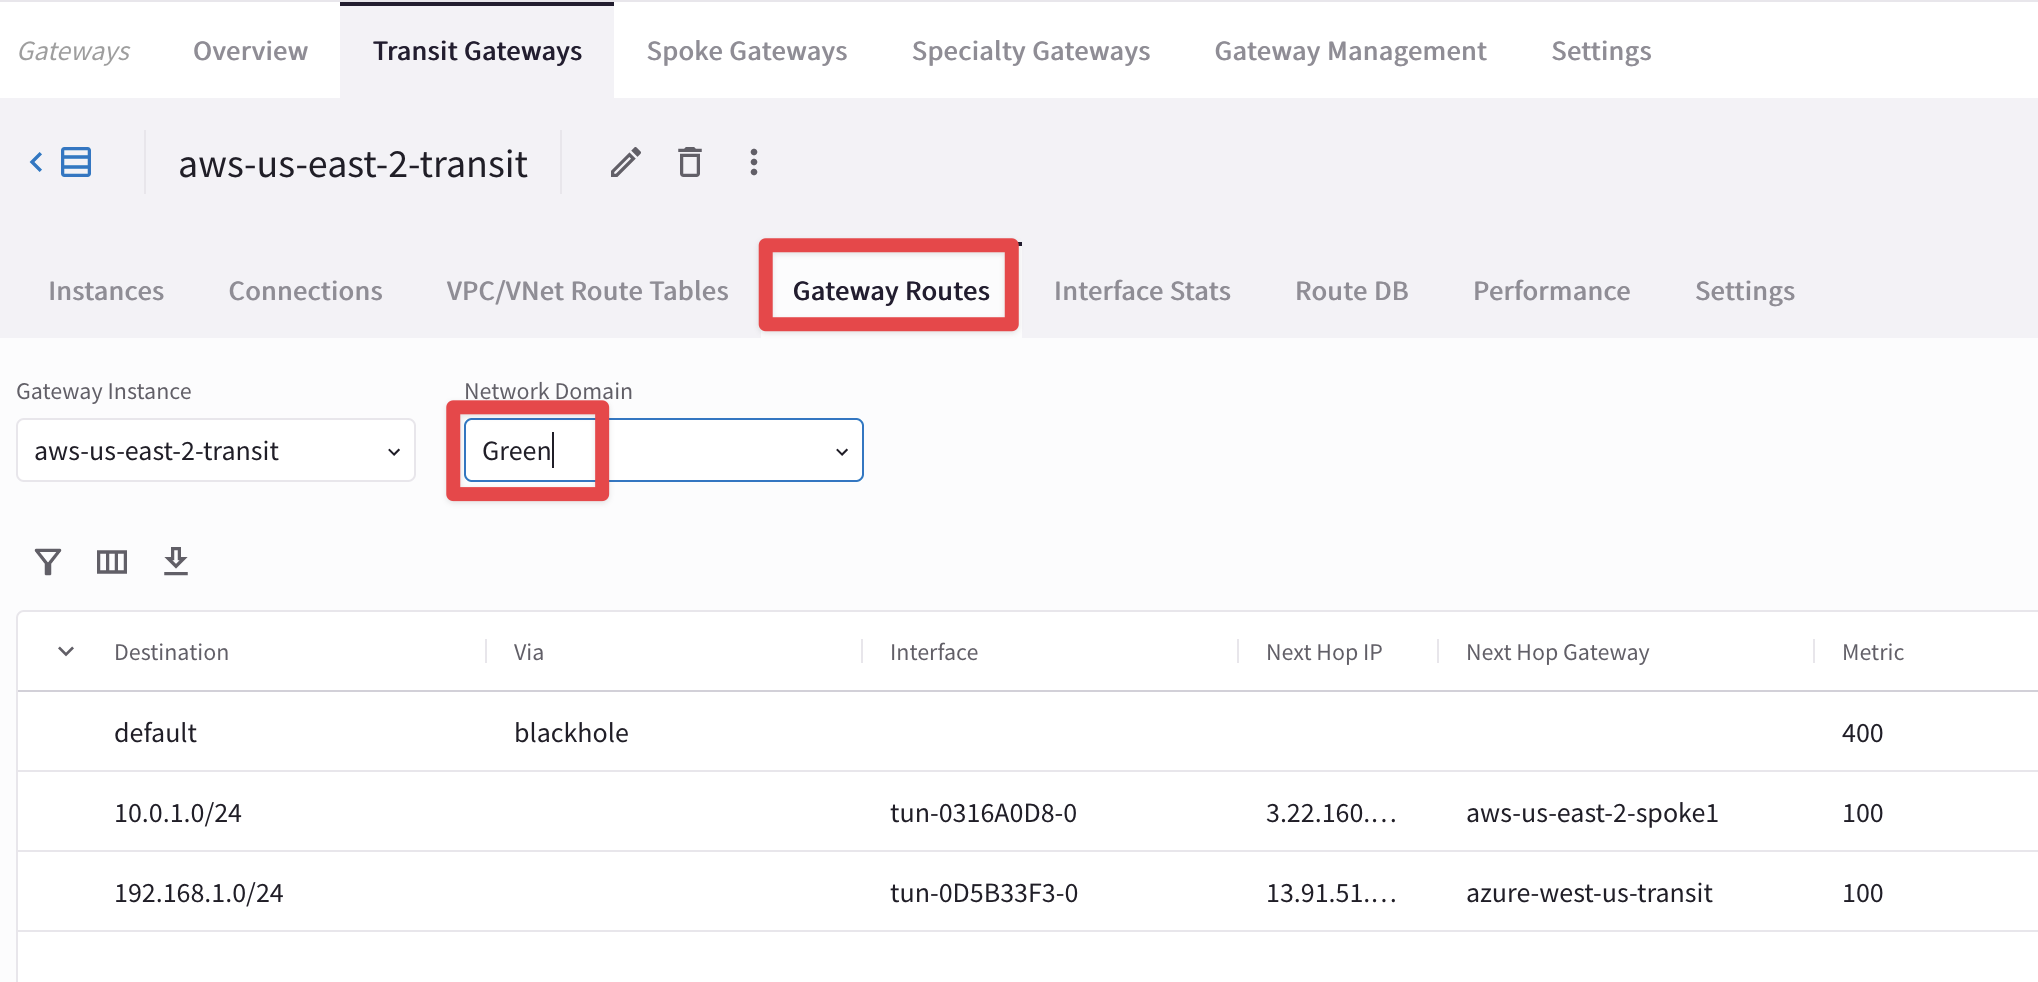 Gateways Overview Transit Gateways Spoke Gateways Specialty Gateways Gateway Management Settings
aws-us-east-2-transit
Instances Connections VPC/VNet Route Tables Gateway Routes Interface Stats Route DB Performance Settings
Gateway Instance Network Domain
aws-us-east-2-transit Green
Destination Via Interface Next Hop IP Next Hop Gateway Metric
default blackhole 400
10.0.1.0/24 tun-0316A0D8-0 3.22.160.… aws-us-east-2-spoke1 100
192.168.1.0/24 tun-0D5B33F3-0 13.91.51.… azure-west-us-transit 100